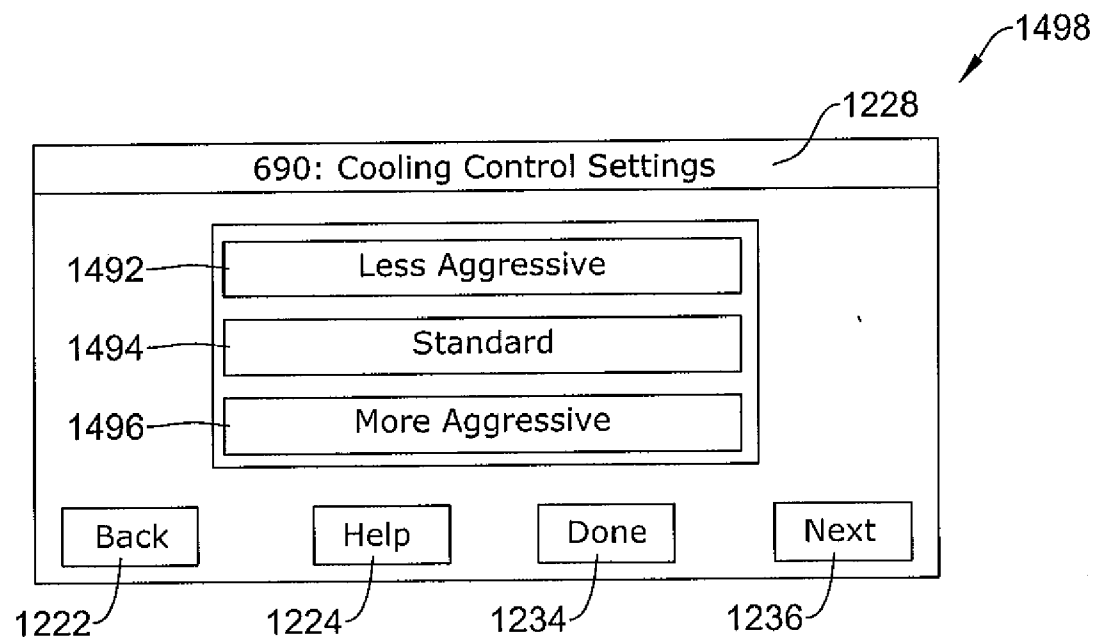 1498
1228
690: Cooling Control Settings
1492 Less Aggressive
1494 Standard
1496 More Aggressive
Back Help Done Next
1222 1224 1234 1236